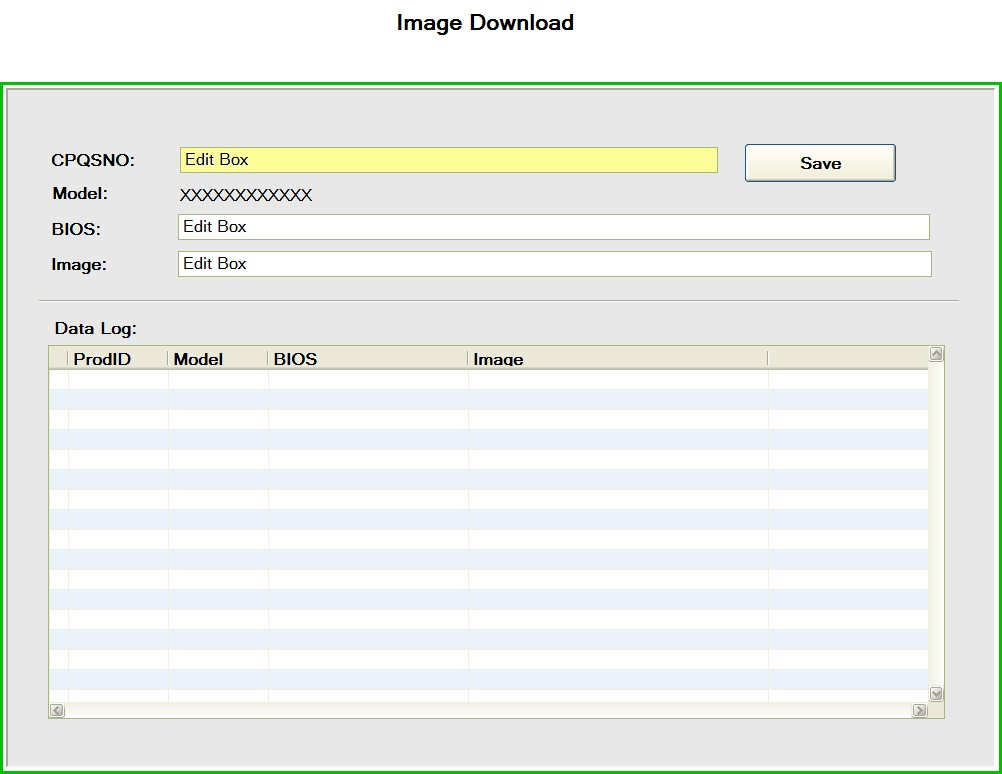 Image Download
CPQSNO: Edit Box Save
Model: XXXXXXXXXXXX
BIOS: Edit Box
Image: Edit Box
Data Log:
ProdID Model BIOS Image